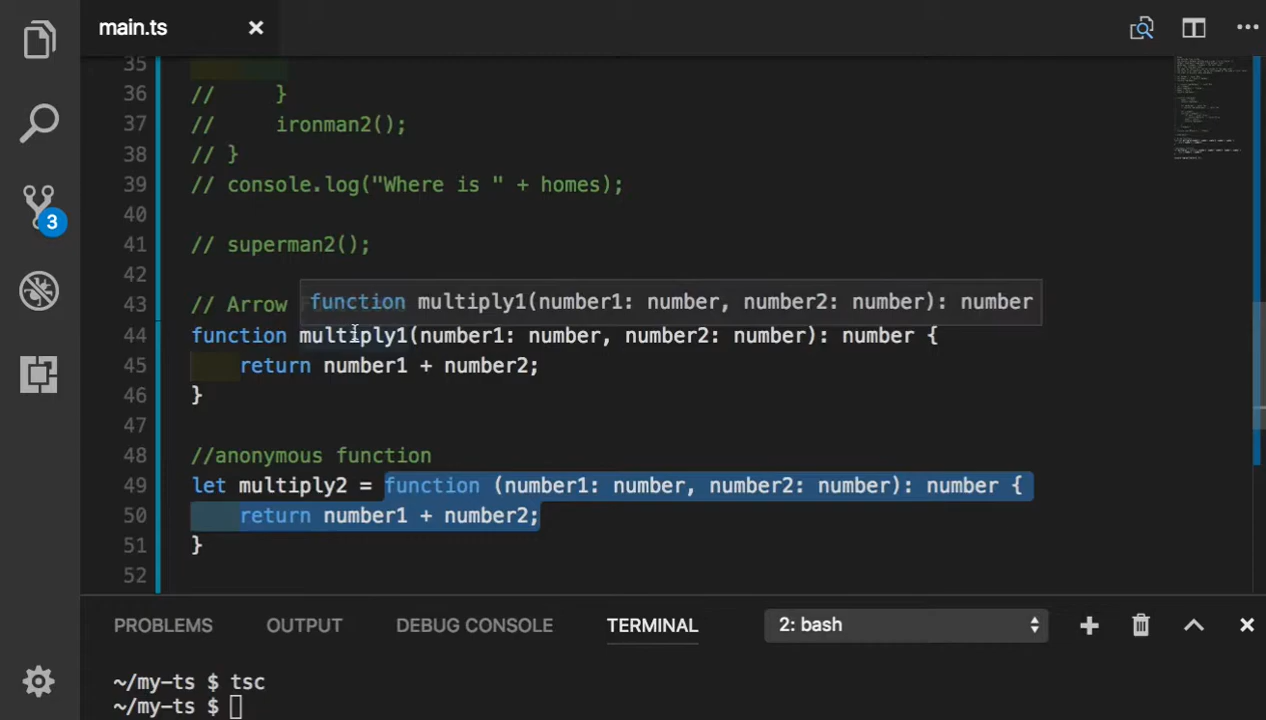 main.ts
35
36 // }
37 // ironman2();
38 // }
39 // console.log("Where is " + homes);
40
41 // superman2();
42
function multiply1(number1: number, number2: number): number
43 // Arrow
44 function multiply1(number1: number, number2: number): number {
45 return number1 + number2;
46 }
47
48 //anonymous function
49 let multiply2 = function (number1: number, number2: number): number {
50 return number1 + number2;
51 }
52
3
PROBLEMS OUTPUT DEBUG CONSOLE TERMINAL 2: bash
~/my-ts $ tsc
~/my-ts $